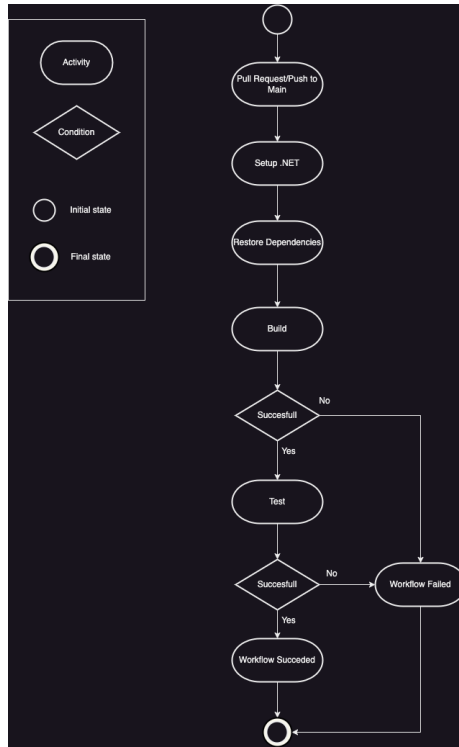 Activity
Condition
Initial state
Final state
Pull Request/Push to
Main
Setup .NET
Restore Dependencies
Build
Succesfull
No
Yes
Test
Succesfull
No
Workflow Failed
Yes
Workflow Succeded